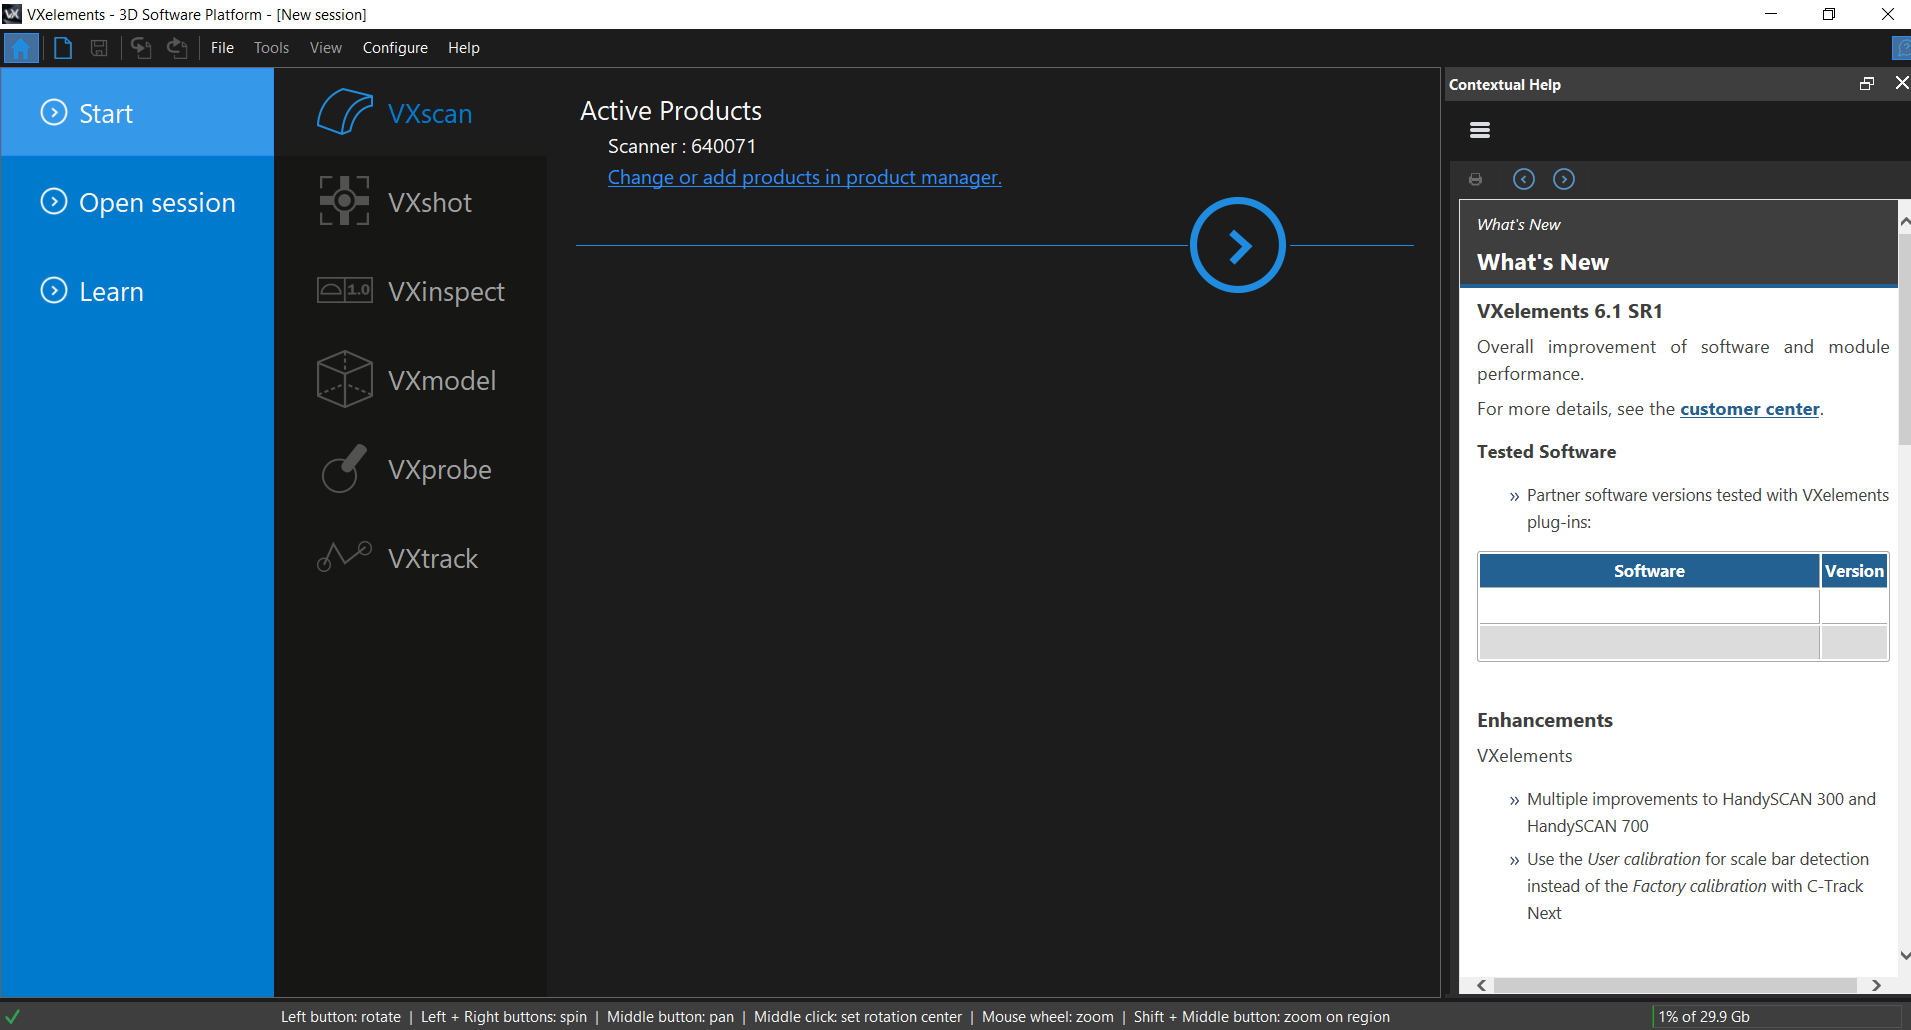 VXelements - 3D Software Platform - [New session]
File Tools View Configure Help
Start
Open session
Learn
VXscan
VXshot
1.0 VXinspect
VXmodel
VXprobe
VXtrack
Active Products
Scanner : 640071
Change or add products in product manager.
Contextual Help
What's New
What's New
VXelements 6.1 SR1
Overall improvement of software and module
performance.
For more details, see the customer center.
Tested Software
» Partner software versions tested with VXelements
plug-ins:
Software Version
Enhancements
VXelements
» Multiple improvements to HandySCAN 300 and
HandySCAN 700
» Use the User calibration for scale bar detection
instead of the Factory calibration with C-Track
Next
Left button: rotate | Left + Right buttons: spin | Middle button: pan | Middle click: set rotation center | Mouse wheel: zoom | Shift + Middle button: zoom on region
1% of 29.9 Gb